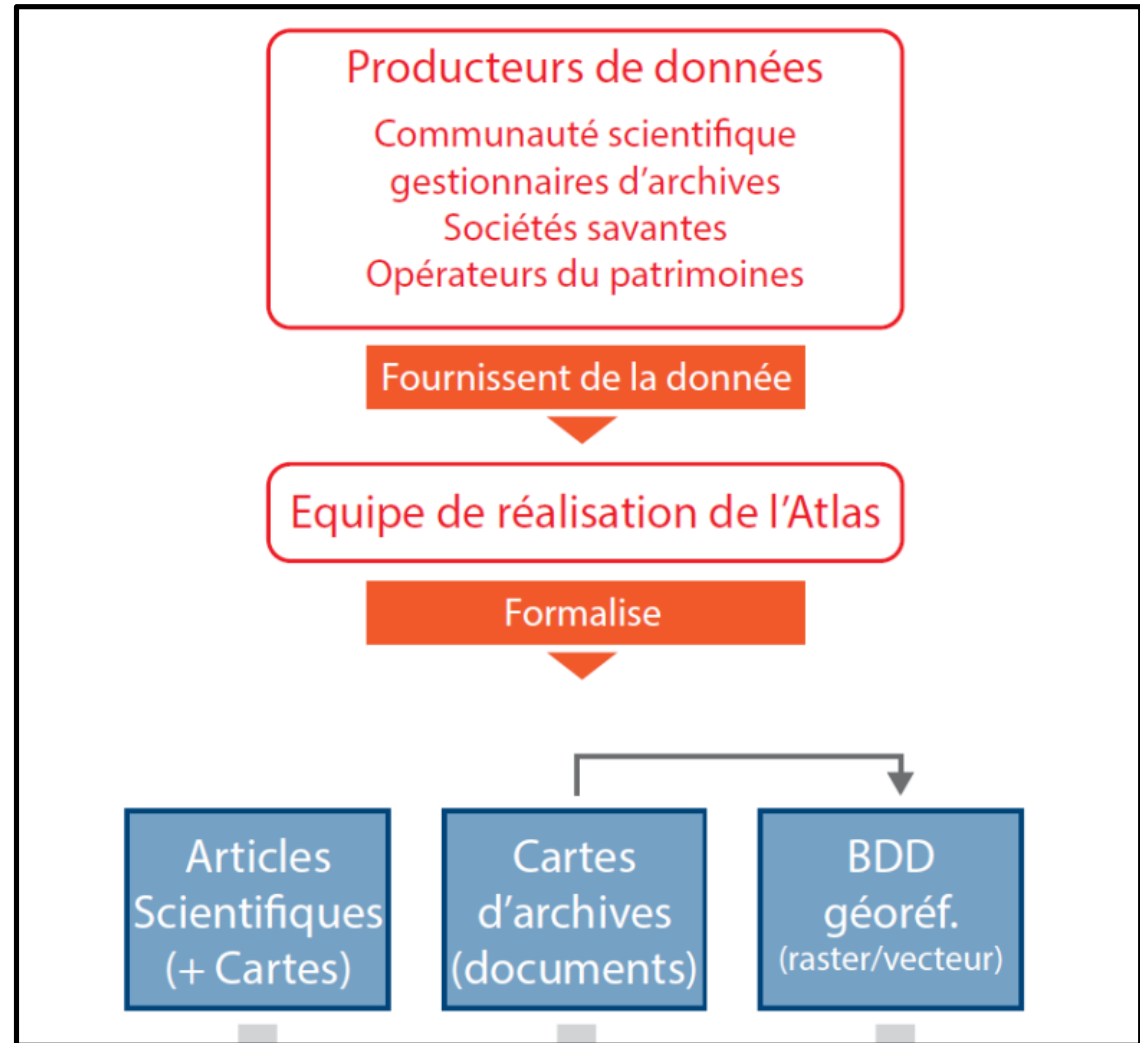 Producteurs de données
Communauté scientifique
gestionnaires d'archives
Sociétés savantes
Opérateurs du patrimoines
Fournissent de la donnée
Equipe de réalisation de l'Atlas
Formalise
Articles
Scientifiques
(+ Cartes)
Cartes
d'archives
(documents)
BDD
géoréf.
(raster/vecteur)